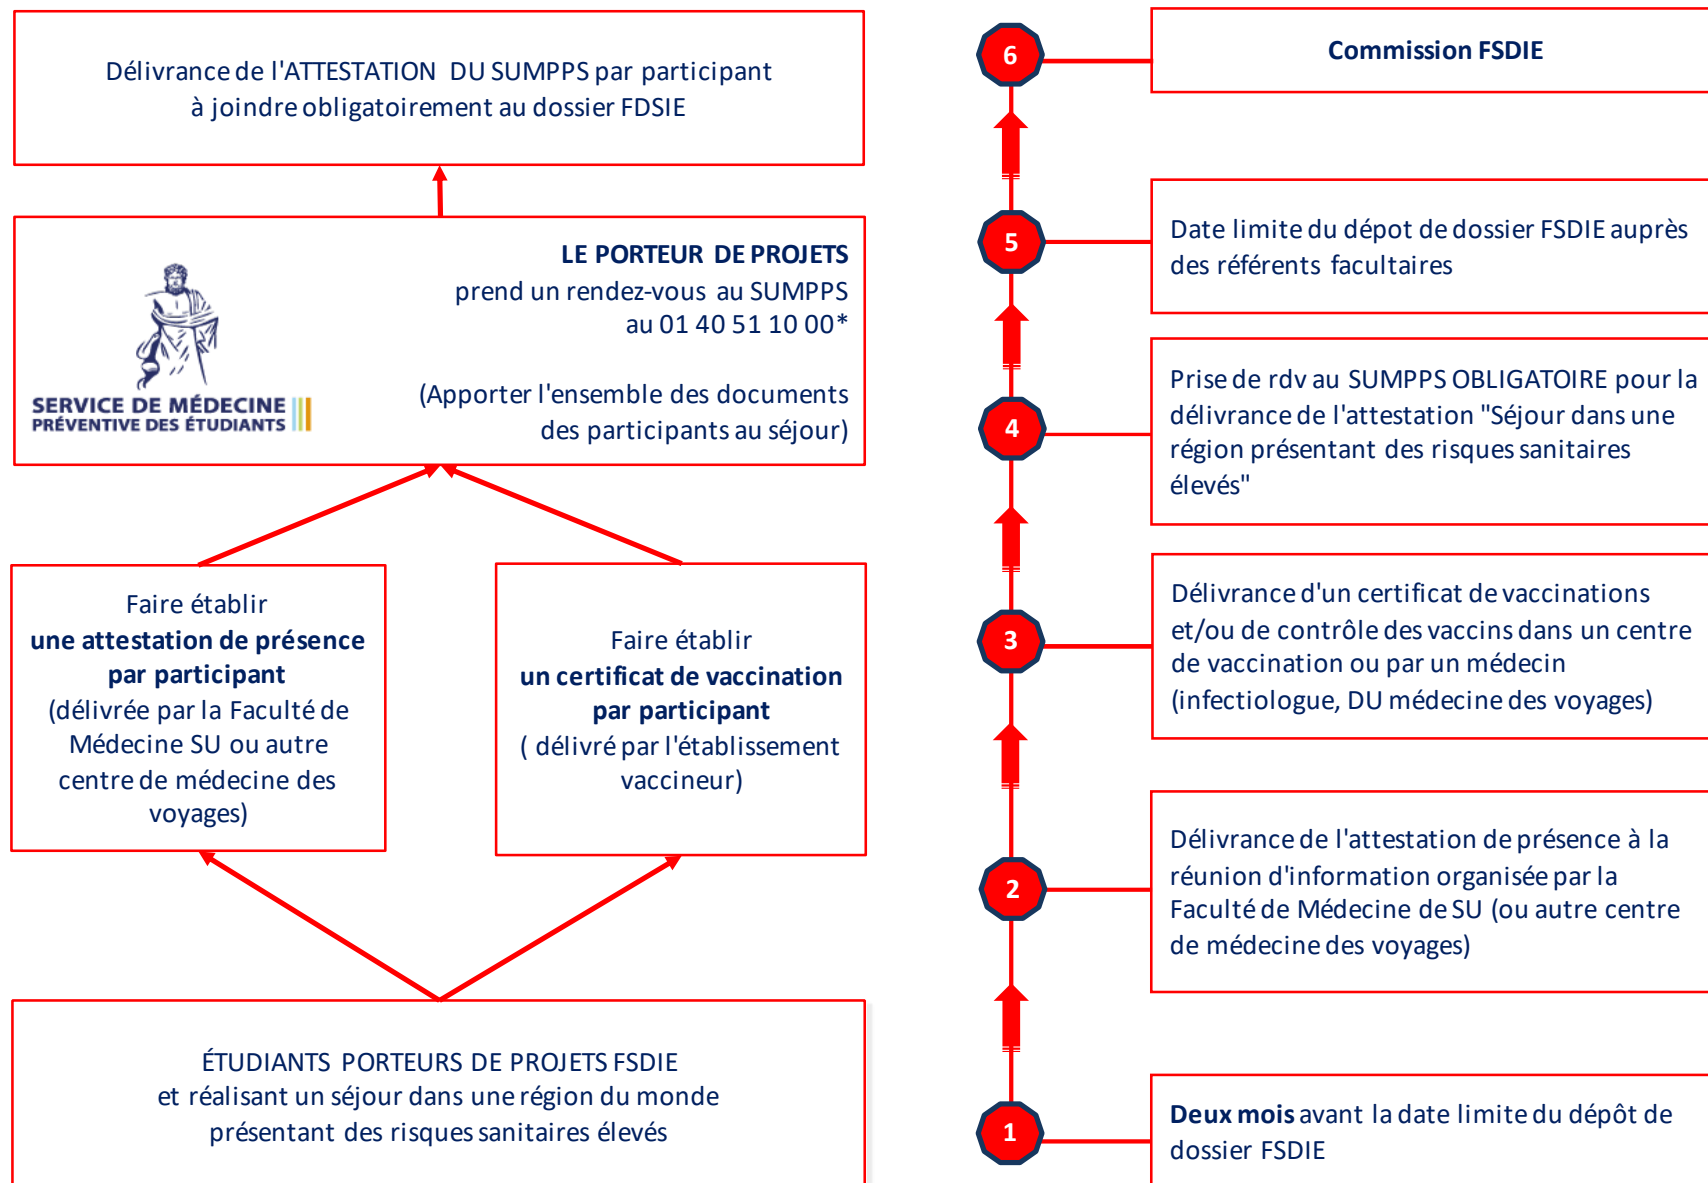 Délivrance de l'ATTESTATION DU SUMPPS par participant
à joindre obligatoirement au dossier FDSIE
LE PORTEUR DE PROJETS
prend un rendez-vous au SUMPPS
au 01 40 51 10 00*
(Apporter l'ensemble des documents
des participants au séjour)
SERVICE DE MÉDECINE
PRÉVENTIVE DES ÉTUDIANTS
Faire établir
une attestation de présence
par participant
(délivrée par la Faculté de
Médecine SU ou autre
centre de médecine des
voyages)
Faire établir
un certificat de vaccination
par participant
( délivré par l'établissement
vaccineur)
ÉTUDIANTS PORTEURS DE PROJETS FSDIE
et réalisant un séjour dans une région du monde
présentant des risques sanitaires élevés
6
Commission FSDIE
5
Date limite du dépot de dossier FSDIE auprès
des référents facultaires
4
Prise de rdv au SUMPPS OBLIGATOIRE pour la
délivrance de l'attestation "Séjour dans une
région présentant des risques sanitaires
élevés"
3
Délivrance d'un certificat de vaccinations
et/ou de contrôle des vaccins dans un centre
de vaccination ou par un médecin
(infectiologue, DU médecine des voyages)
2
Délivrance de l'attestation de présence à la
réunion d'information organisée par la
Faculté de Médecine de SU (ou autre centre
de médecine des voyages)
1
Deux mois avant la date limite du dépôt de
dossier FSDIE